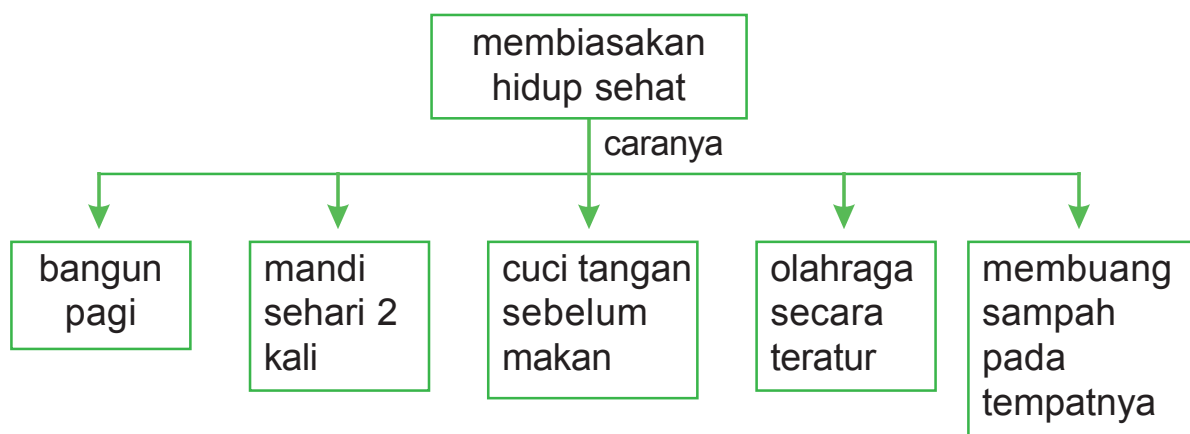 membiasakan
hidup sehat
caranya
bangun
pagi
mandi
sehari 2
kali
cuci tangan
sebelum
makan
olahraga
secara
teratur
membuang
sampah
pada
tempatnya